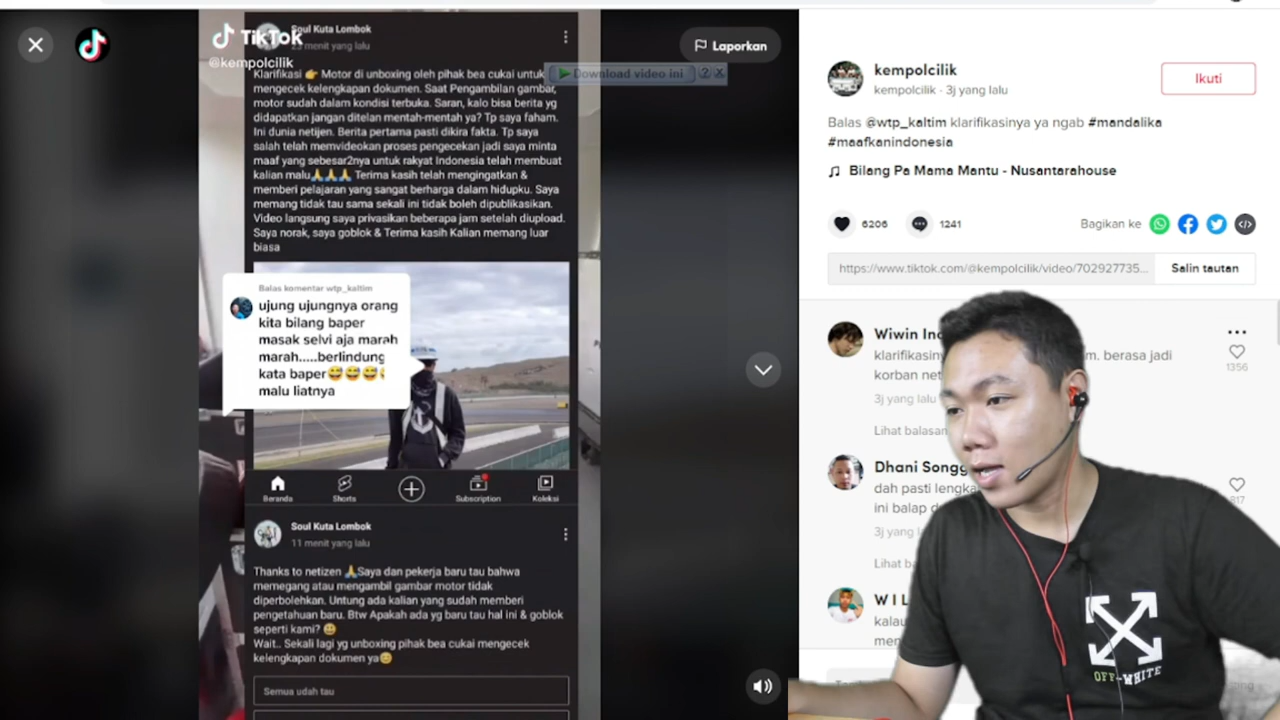 TikTok
@kempolcilik
Laporkan
Download video ini
Soul Kuta Lombok
23 menit yang lalu
Klarifikasi 👉 Motor di unboxing oleh pihak bea cukai untuk
mengecek kelengkapan dokumen. Saat Pengambilan gambar,
motor sudah dalam kondisi terbuka. Saran, kalo bisa berita yg
didapatkan jangan ditelan mentah-mentah ya? Tp saya faham.
Ini dunia netijen. Berita pertama pasti dikira fakta. Tp saya
salah telah memvideokan proses pengecekan jadi saya minta
maaf yang sebesar2nya untuk rakyat Indonesia telah membuat
kalian malu🙏🙏🙏 Terima kasih telah mengingatkan &
memberi pelajaran yang sangat berharga dalam hidupku. Saya
memang tidak tau sama sekali ini tidak boleh dipublikasikan.
Video langsung saya privasikan beberapa jam setelah diupload.
Saya norak, saya goblok & Terima kasih Kalian memang luar
biasa
Balas komentar wtp_kaltim
ujung ujungnya orang
kita bilang baper
masak selvi aja marah
marah.....berlindung
kata baper😅😅😅
malu liatnya
Beranda
Shorts
Subscription
Koleksi
Soul Kuta Lombok
11 menit yang lalu
Thanks to netizen 🙏Saya dan pekerja baru tau bahwa
memegang atau mengambil gambar motor tidak
diperbolehkan. Untung ada kalian yang sudah memberi
pengetahuan baru. Btw Apakah ada yg baru tau hal ini & goblok
seperti kami? 😃
Wait.. Sekali lagi yg unboxing pihak bea cukai mengecek
kelengkapan dokumen ya😊
Semua udah tau
kempolcilik
kempolcilik · 3j yang lalu
Ikuti
Balas @wtp_kaltim klarifikasinya ya ngab #mandalika
#maafkanindonesia
Bilang Pa Mama Mantu - Nusantarahouse
6206
1241
Bagikan ke
https://www.tiktok.com/@kempolcilik/video/702927735...
Salin tautan
Wiwin
klarifikasiny
m. berasa jadi
korban net
1356
3j yang la
Lihat balasan
Dhani Songg
dah pasti lengka
ini balap d
817
3j yang l
Lihat b
W I L
kalau
OFF-WHITE